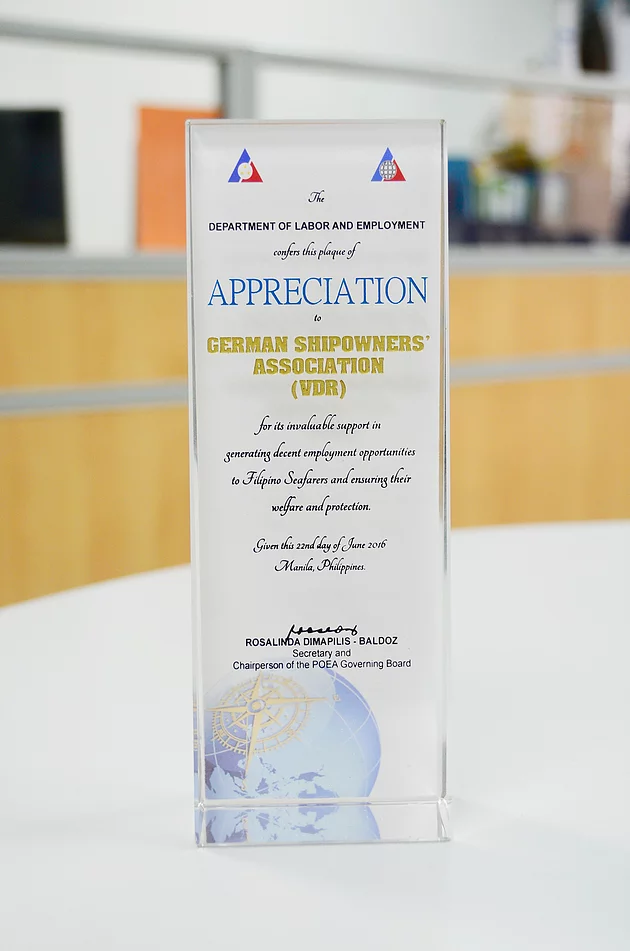 The
DEPARTMENT OF LABOR AND EMPLOYMENT
confers this plaque of
APPRECIATION
to
GERMAN SHIPOWNERS'
ASSOCIATION
(VDR)
for its invaluable support in
generating decent employment opportunities
to Filipino Seafarers and ensuring their
welfare and protection.
Given this 22nd day of June 2016
Manila, Philippines.
ROSALINDA DIMAPILIS - BALDOZ
Secretary and
Chairperson of the POEA Governing Board